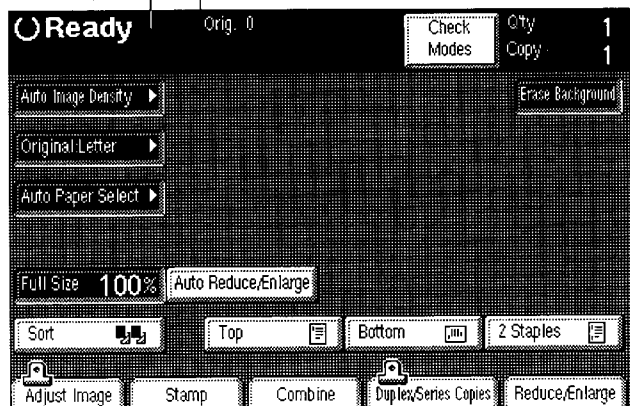 Ready Orig. 0 Check Modes Q'ty 1
Copy 1
Auto Image Density Erase Background
Original:Letter
Auto Paper Select
Full Size 100% Auto Reduce/Enlarge
Sort Top Bottom 2 Staples
Adjust Image Stamp Combine Duplex/Series Copies Reduce/Enlarge